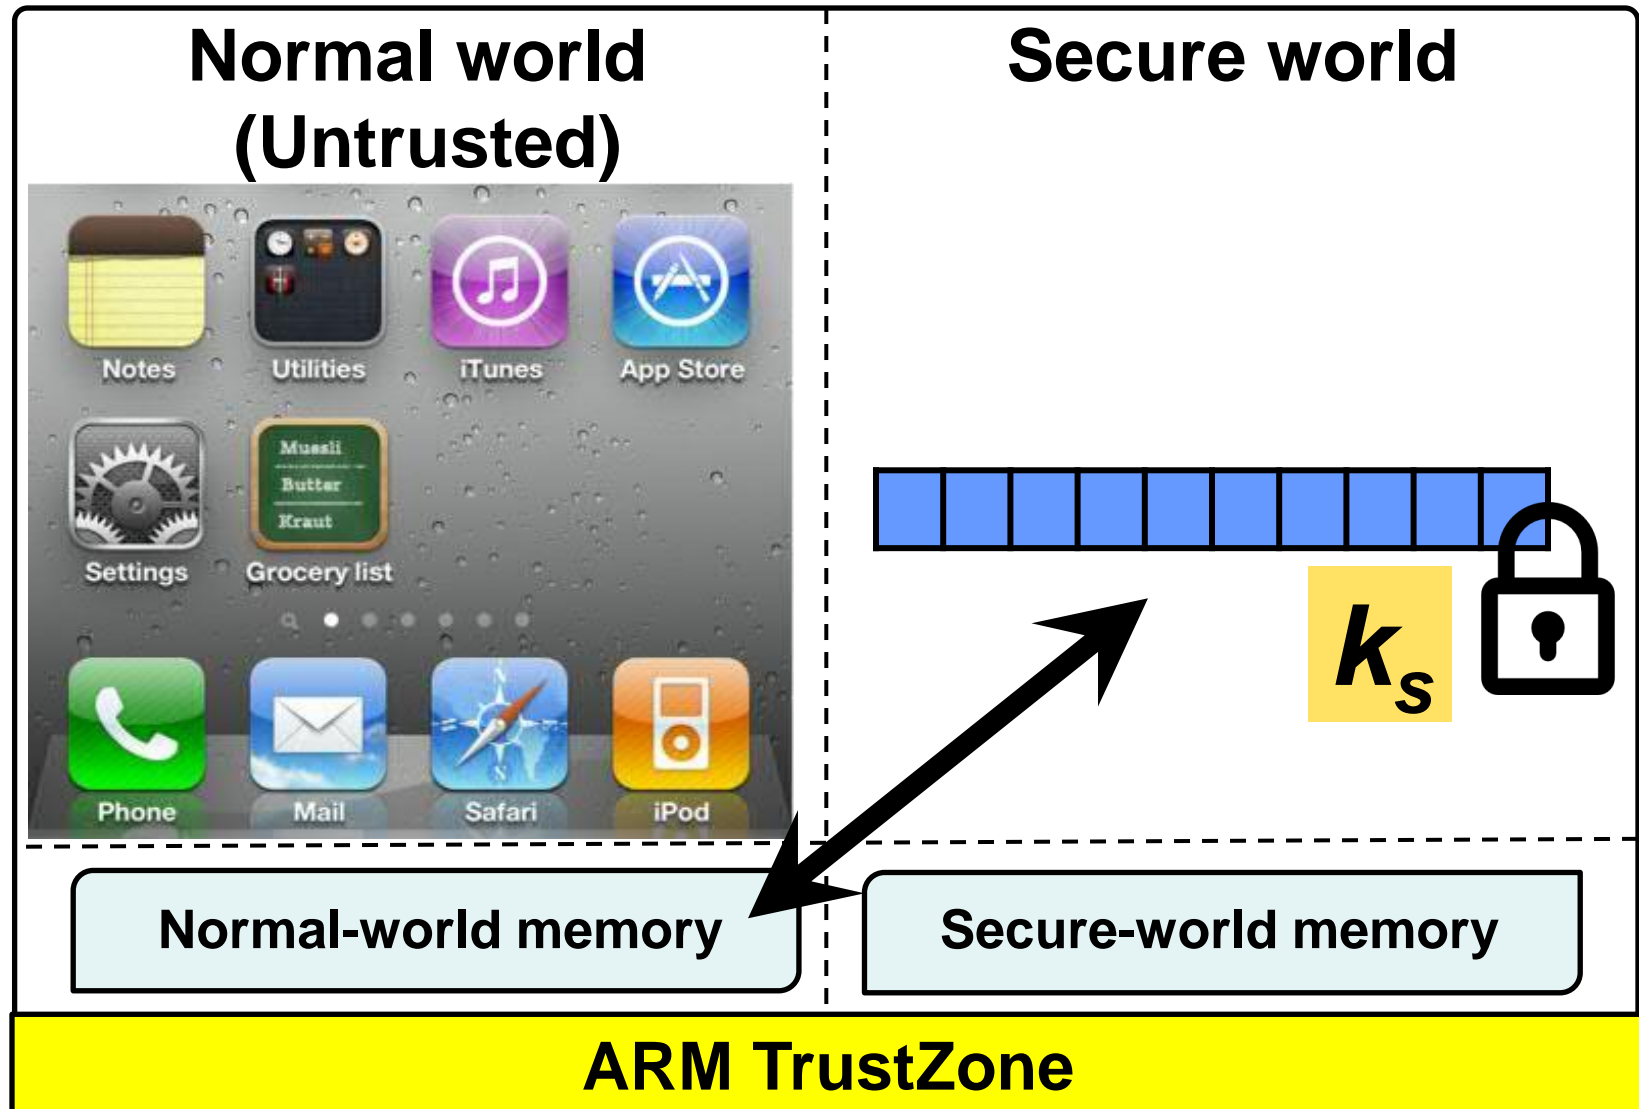 Normal world
(Untrusted)
Secure world
Notes
Utilities
iTunes
App Store
Muesli
Butter
Kraut
Settings
Grocery list
Phone
Mail
Safari
iPod
N
S
k_s
Normal-world memory
Secure-world memory
ARM TrustZone